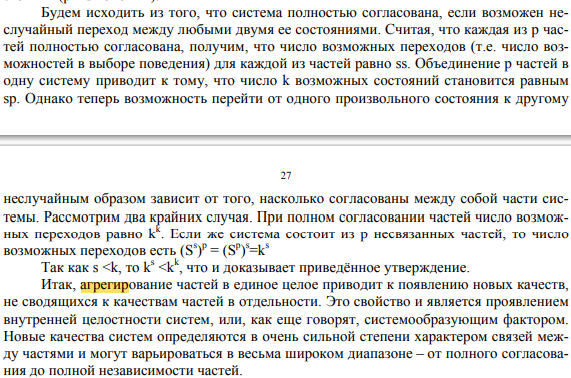 Будем исходить из того, что система полностью согласована, если возможен не-
случайный переход между любыми двумя ее состояниями. Считая, что каждая из p час-
тей полностью согласована, получим, что число возможных переходов (т.е. число воз-
можностей в выборе поведения) для каждой из частей равно ss. Объединение p частей в
одну систему приводит к тому, что число k возможных состояний становится равным
sp. Однако теперь возможность перейти от одного произвольного состояния к другому
27
неслучайным образом зависит от того, насколько согласованы между собой части сис-
темы. Рассмотрим два крайних случая. При полном согласовании частей число возмож-
ных переходов равно k^k. Если же система состоит из p несвязанных частей, то число
возможных переходов есть (S^s)^p = (S^p)^s=k^s
Так как s <k, то k^s <k^k, что и доказывает приведённое утверждение.
Итак, агрегирование частей в единое целое приводит к появлению новых качеств,
не сводящихся к качествам частей в отдельности. Это свойство и является проявлением
внутренней целостности систем, или, как еще говорят, системообразующим фактором.
Новые качества систем определяются в очень сильной степени характером связей меж-
ду частями и могут варьироваться в весьма широком диапазоне – от полного согласова-
ния до полной независимости частей.